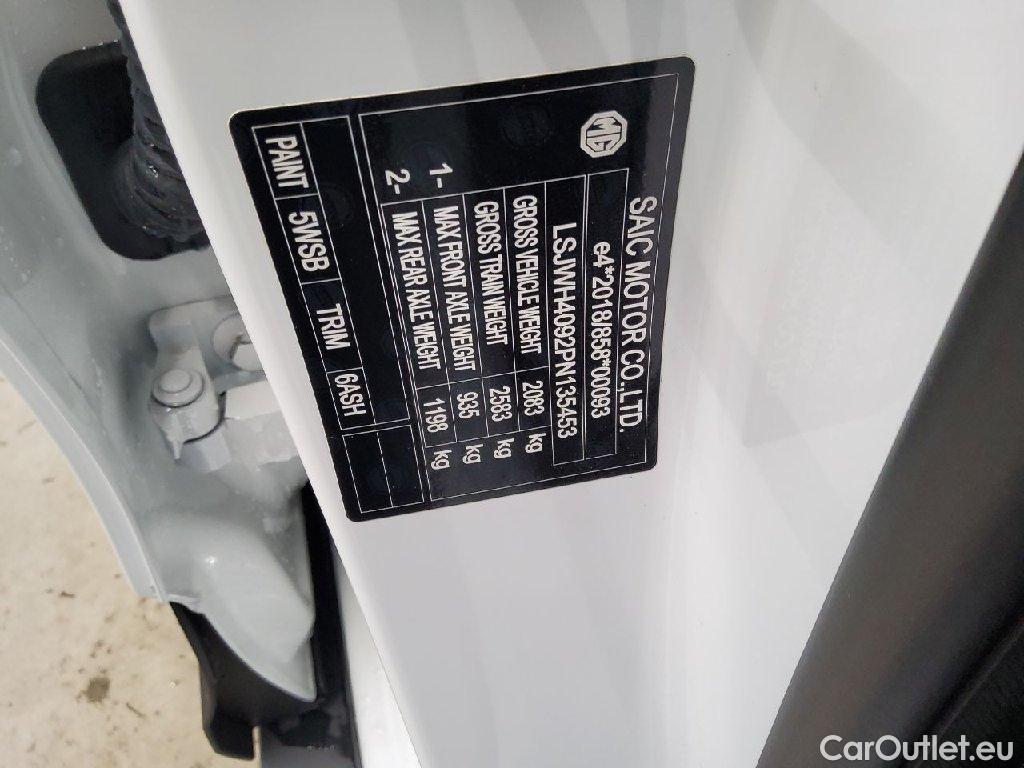 MG
SAIC MOTOR CO.,LTD.
e4*2018/858*00093
LSJWH4092PN135453
GROSS VEHICLE WEIGHT 2083 kg
GROSS TRAIN WEIGHT 2583 kg
1- MAX FRONT AXLE WEIGHT 935 kg
2- MAX REAR AXLE WEIGHT 1198 kg
PAINT 5WSB TRIM 6ASH
CarOutlet.eu